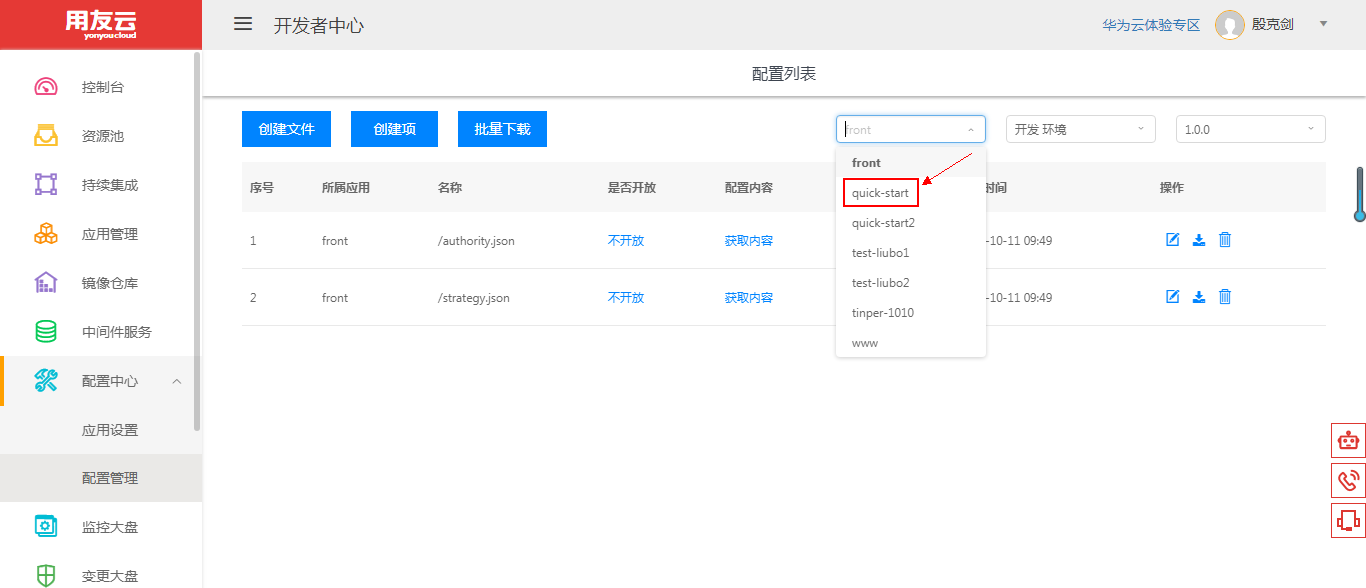 用友云
yonyoucloud
开发者中心
华为云体验专区
殷克剑
控制台
资源池
持续集成
应用管理
镜像仓库
中间件服务
配置中心
应用设置
配置管理
监控大盘
变更大盘
配置列表
创建文件 创建项 批量下载
front
开发 环境
1.0.0
front
quick-start
quick-start2
test-liubo1
test-liubo2
tinper-1010
www
序号 所属应用 名称 是否开放 配置内容 时间 操作
1 front /authority.json 不开放 获取内容 -10-11 09:49
2 front /strategy.json 不开放 获取内容 -10-11 09:49